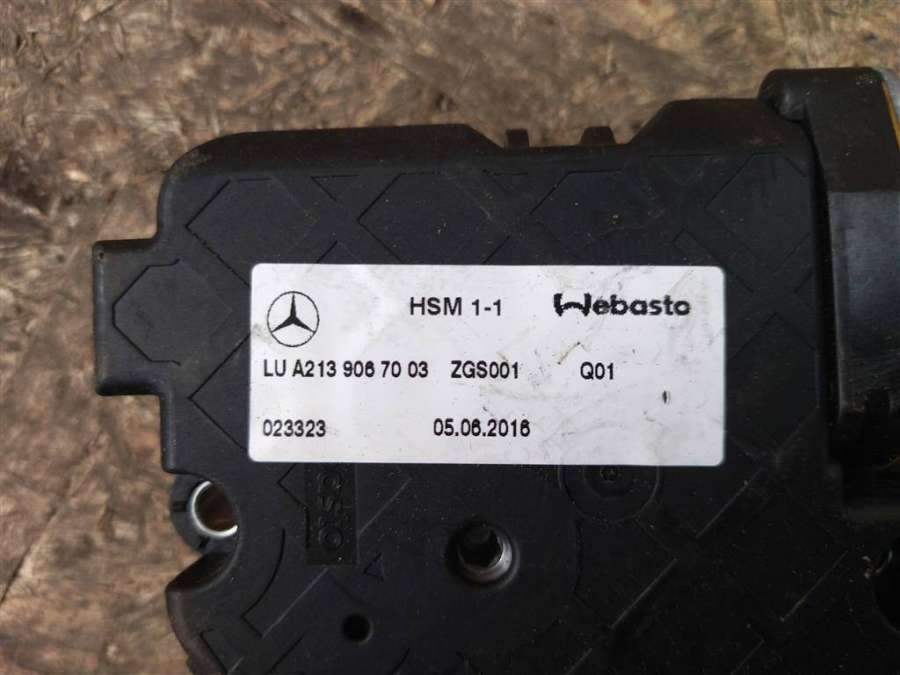 HSM 1-1 Webasto
LU A213 906 70 03 ZGS001 Q01
023323 05.06.2016